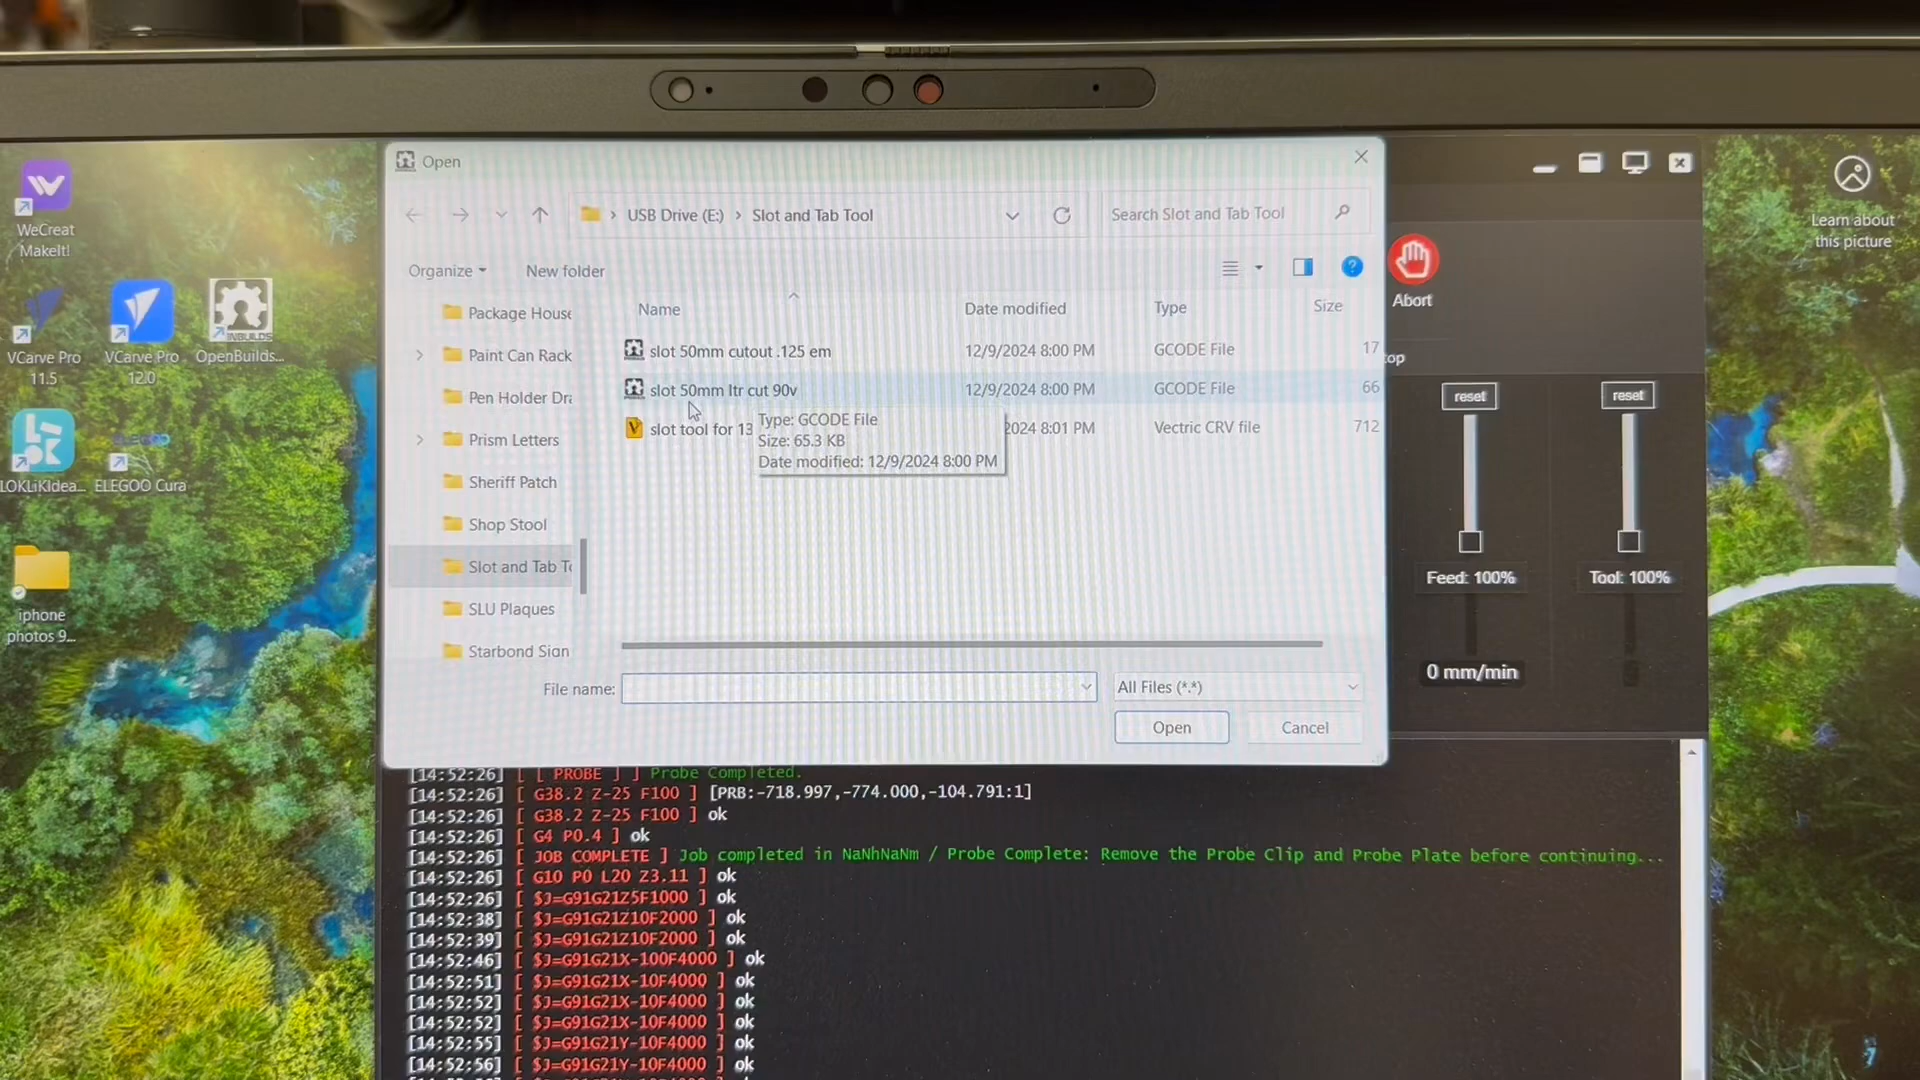 Open
USB Drive (E:) > Slot and Tab Tool
Search Slot and Tab Tool
Organize
New folder
Name
Date modified
Type
Size
Package House
Paint Can Rack
Pen Holder Dra
Prism Letters
Sheriff Patch
Shop Stool
Slot and Tab To
SLU Plaques
Starbond Sign
slot 50mm cutout .125 em 12/9/2024 8:00 PM GCODE File 17
slot 50mm ltr cut 90v 12/9/2024 8:00 PM GCODE File 66
slot tool for 13 2024 8:01 PM Vectric CRV file 712
Type: GCODE File
Size: 65.3 KB
Date modified: 12/9/2024 8:00 PM
File name:
All Files (*.*)
Open
Cancel
WeCreat
MakeIt!
VCarve Pro
11.5
VCarve Pro
12.0
OpenBuilds...
INBUILDS
LOKLiKIdea...
ELEGOO Cura
iphone
photos 9...
Learn about
this picture
Abort
op
reset
reset
Feed: 100%
Tool: 100%
0 mm/min
[14:52:26] [ [ PROBE ] ] Probe Completed.
[14:52:26] [ G38.2 Z-25 F100 ] [PRB:-718.997,-774.000,-104.791:1]
[14:52:26] [ G38.2 Z-25 F100 ] ok
[14:52:26] [ G4 P0.4 ] ok
[14:52:26] [ JOB COMPLETE ] Job completed in NaNhNaNm / Probe Complete: Remove the Probe Clip and Probe Plate before continuing...
[14:52:26] [ G10 P0 L20 Z3.11 ] ok
[14:52:26] [ $J=G91G21Z5F1000 ] ok
[14:52:38] [ $J=G91G21Z10F2000 ] ok
[14:52:39] [ $J=G91G21Z10F2000 ] ok
[14:52:46] [ $J=G91G21X-100F4000 ] ok
[14:52:51] [ $J=G91G21X-10F4000 ] ok
[14:52:52] [ $J=G91G21X-10F4000 ] ok
[14:52:52] [ $J=G91G21X-10F4000 ] ok
[14:52:55] [ $J=G91G21Y-10F4000 ] ok
[14:52:56] [ $J=G91G21Y-10F4000 ] ok